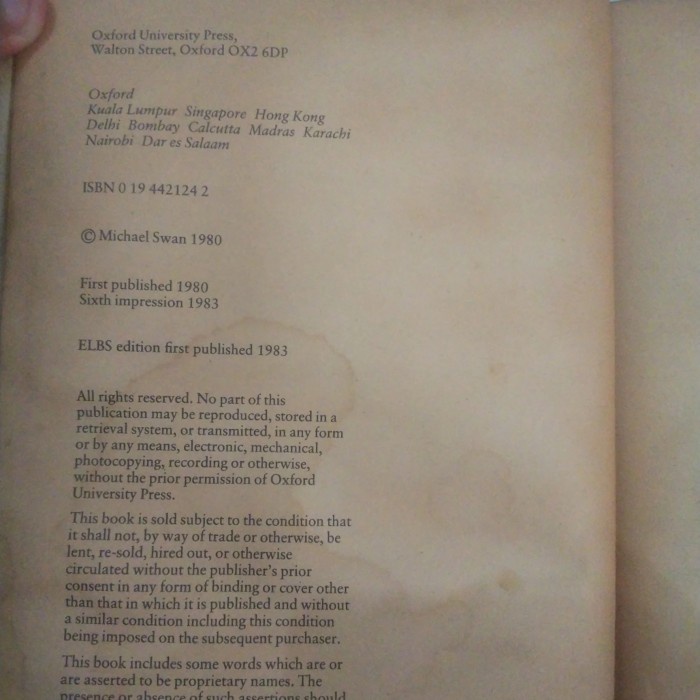 Oxford University Press,
Walton Street, Oxford OX2 6DP
Oxford
Kuala Lumpur Singapore Hong Kong
Delhi Bombay Calcutta Madras Karachi
Nairobi Dar es Salaam
ISBN 0 19 442124 2
© Michael Swan 1980
First published 1980
Sixth impression 1983
ELBS edition first published 1983
All rights reserved. No part of this
publication may be reproduced, stored in a
retrieval system, or transmitted, in any form
or by any means, electronic, mechanical,
photocopying, recording or otherwise,
without the prior permission of Oxford
University Press.
This book is sold subject to the condition that
it shall not, by way of trade or otherwise, be
lent, re-sold, hired out, or otherwise
circulated without the publisher's prior
consent in any form of binding or cover other
than that in which it is published and without
a similar condition including this condition
being imposed on the subsequent purchaser.
This book includes some words which are or
are asserted to be proprietary names. The
presence or absence of such assertions should